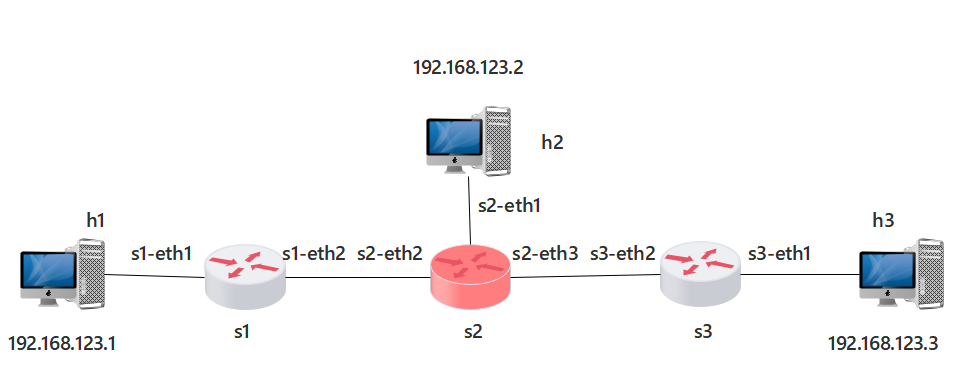 192.168.123.2
h2
s2-eth1
h1
h3
s1-eth1
s1-eth2
s2-eth2
s2-eth3
s3-eth2
s3-eth1
s1
s2
s3
192.168.123.1
192.168.123.3